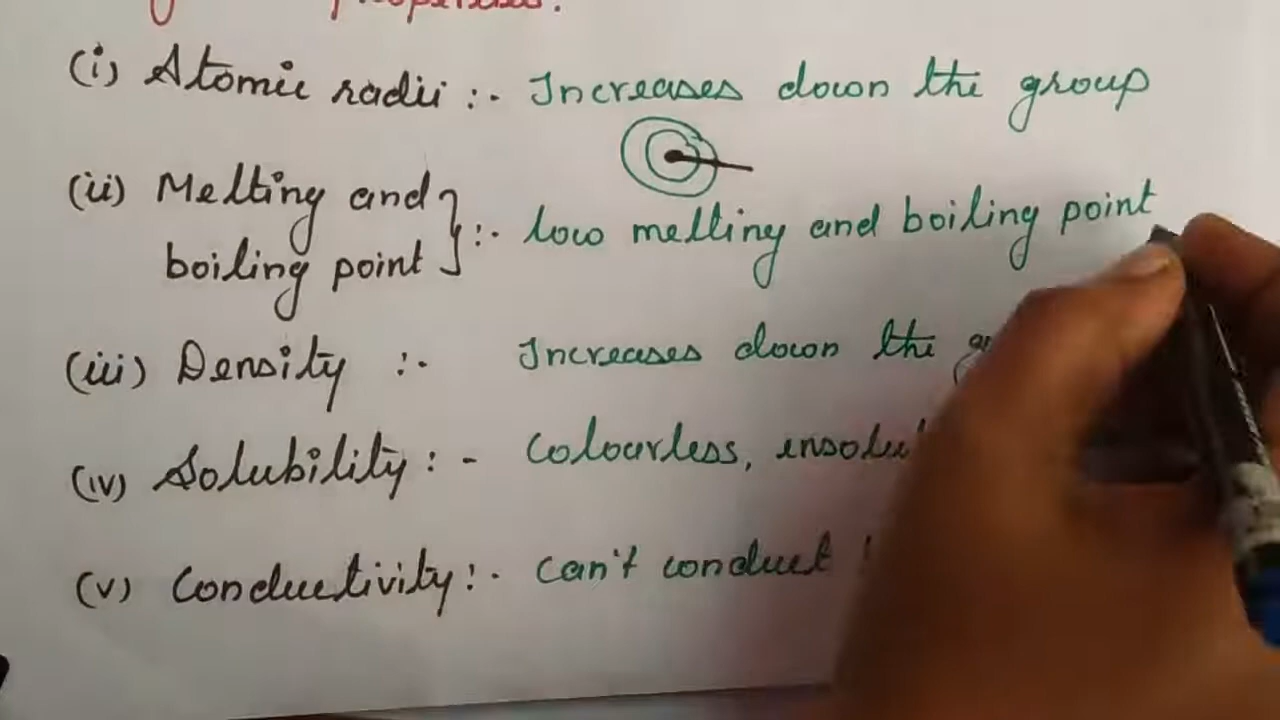 properties:
(i) Atomic radii :- Increases down the group
(ii) Melting and
boiling point } :- low melting and boiling point
(iii) Density :- Increases down the
(iv) Solubility :- Colourless,
(v) Conductivity :- Can't conduct